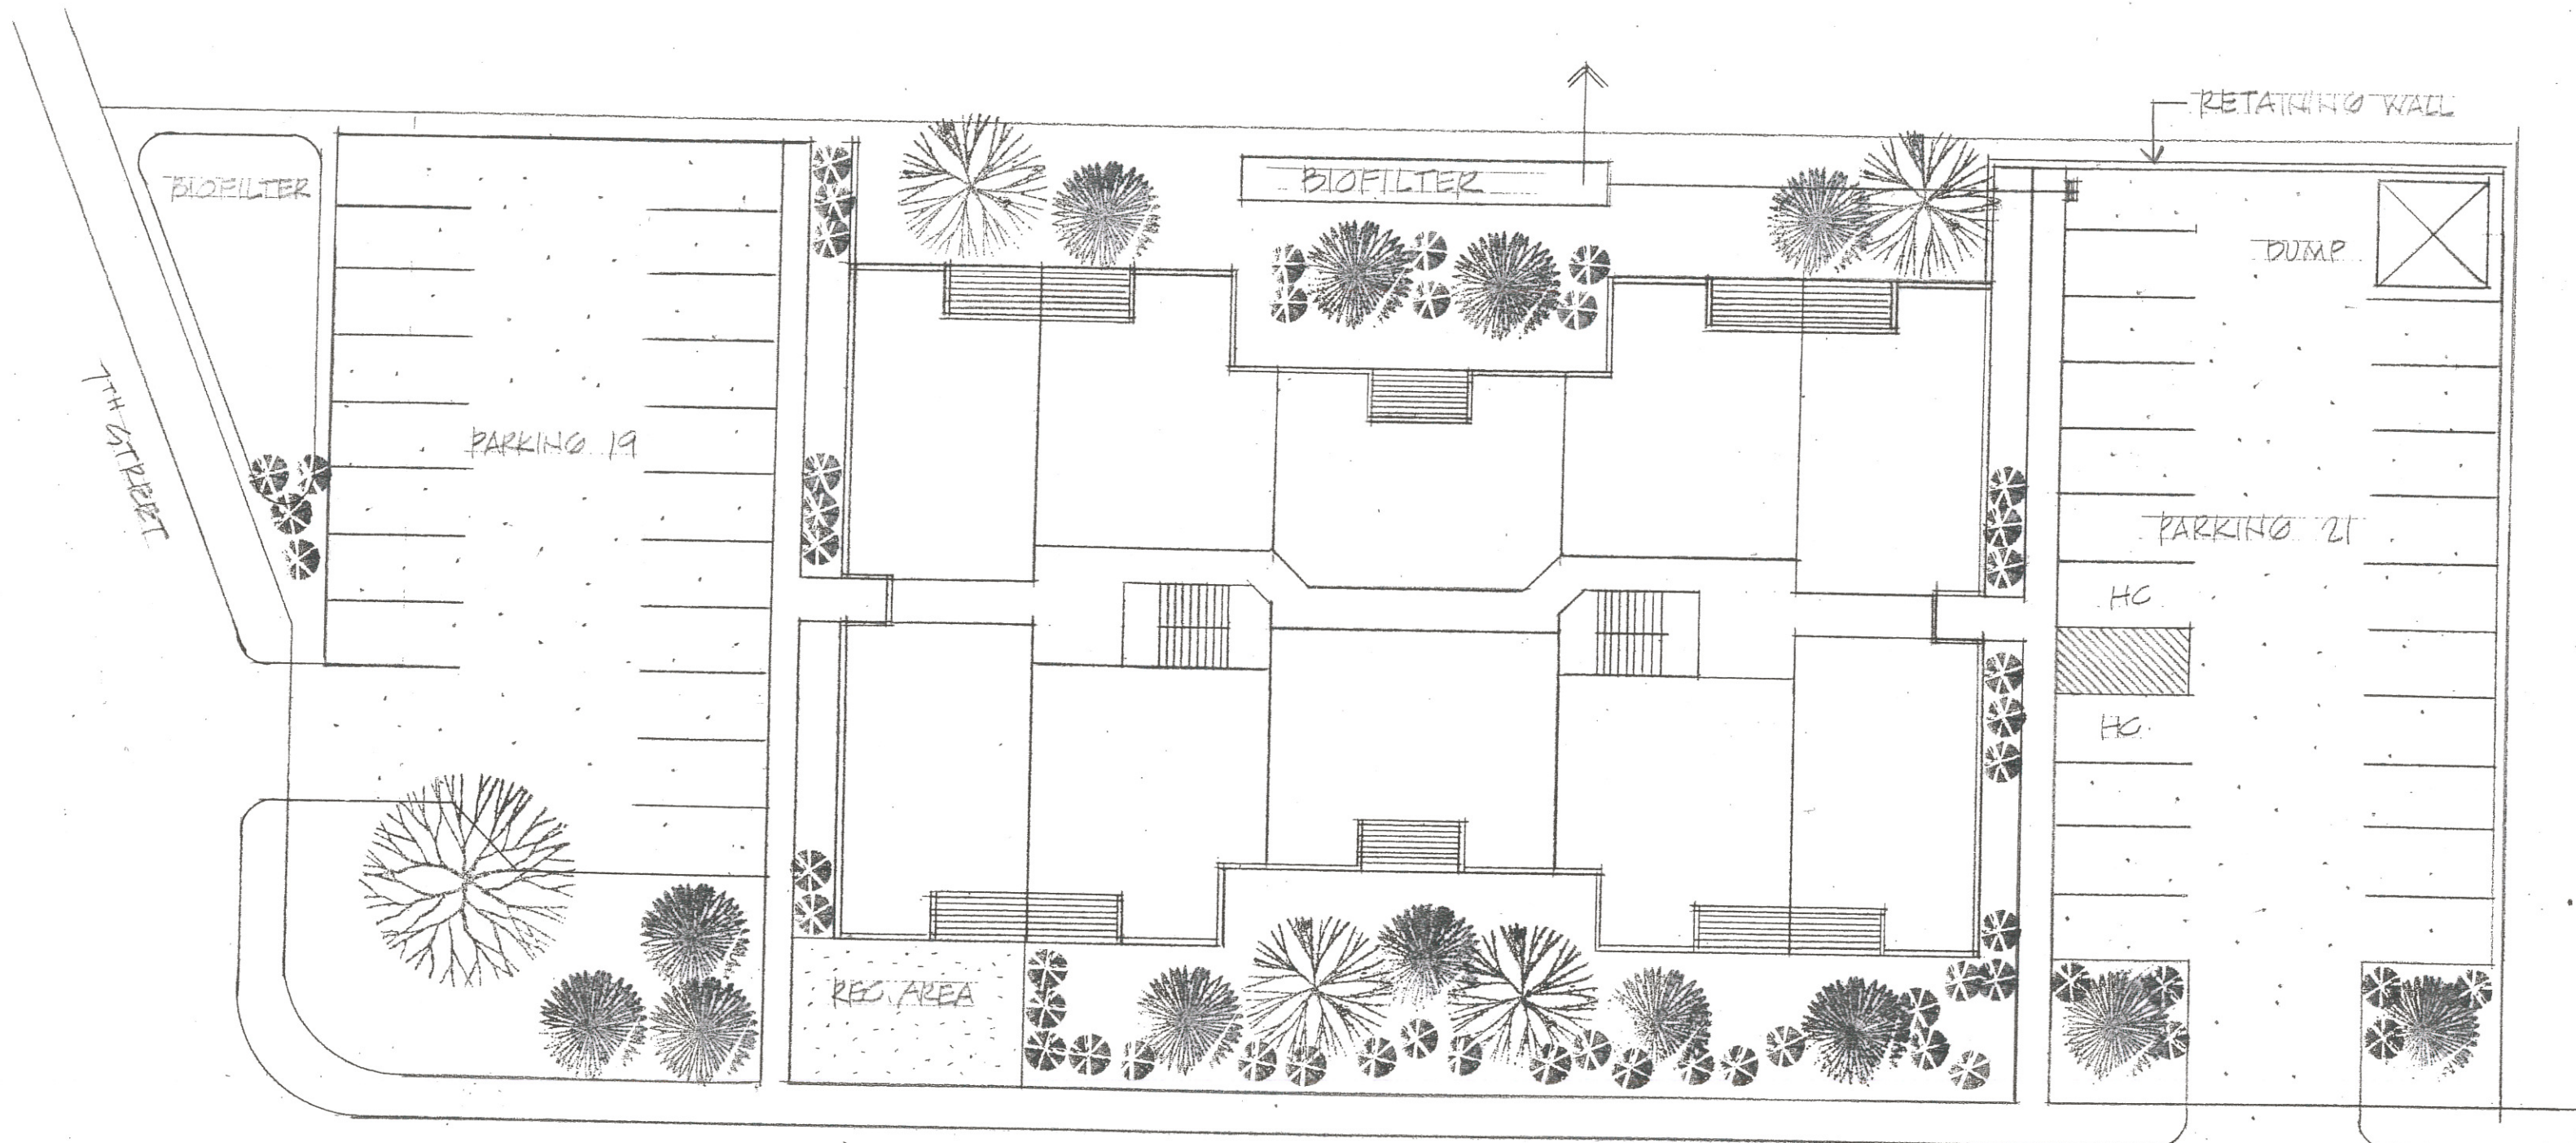 RETAINING WALL
BIOFILTER
BIOFILTER
DUMP.
7TH STREET
PARKING 19
PARKING 21
HC.
HC.
REC. AREA